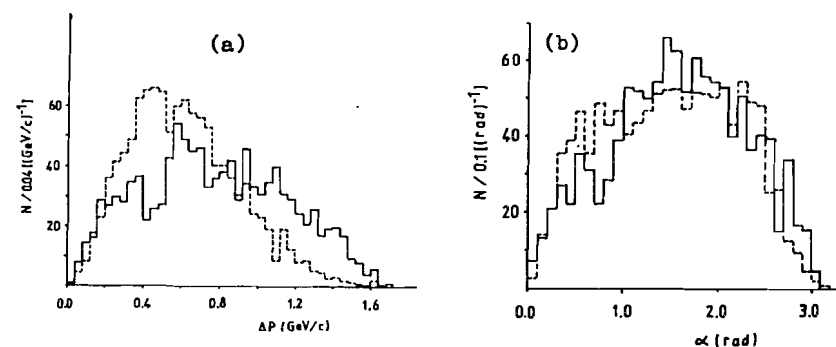 (a)
N / 0.04 [(GeV/c)⁻¹]
60
40
20
0.0 0.4 0.8 1.2 1.6
ΔP (GeV/c)
(b)
N / 0.1 [(rad)⁻¹]
60
50
20
0.0 1.0 2.0 3.0
α (rad)